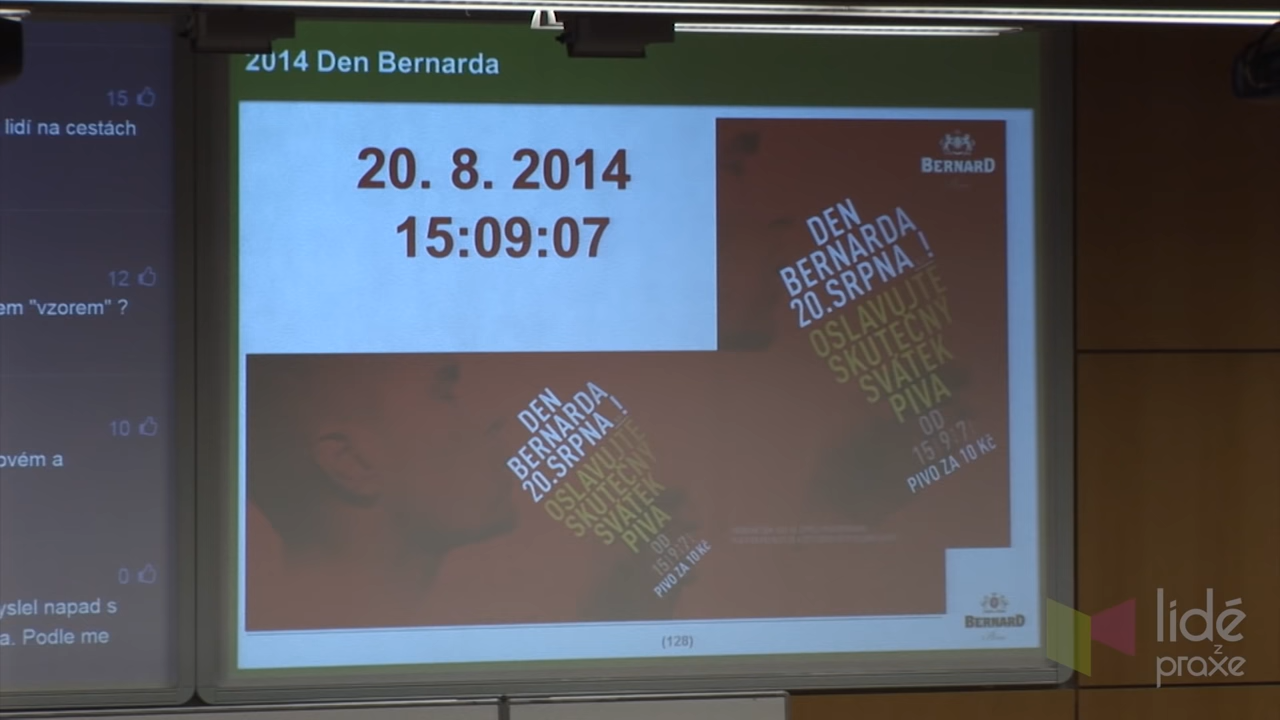 15
lidí na cestách
12
em "vzorem" ?
10
ovém a
0
yslel napad s
a. Podle me
2014 Den Bernarda
20. 8. 2014
15:09:07
BERNARD
DEN
BERNARDA
20.SRPNA !
OSLAVUJTE
SKUTEČNÝ
SVÁTEK
PIVA
OD
15:9:7!
PIVO ZA 10 Kč
DEN
BERNARDA
20.SRPNA !
OSLAVUJTE
SKUTEČNÝ
SVÁTEK
PIVA
OD
15:9:7!
PIVO ZA 10 Kč
BERNARD
(128)
lidé
z
praxe